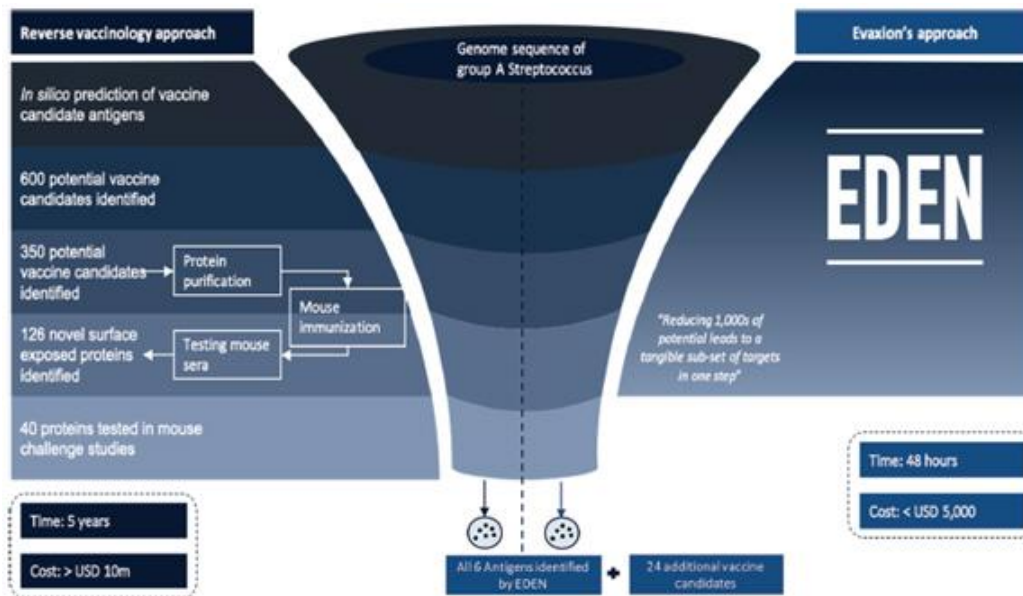 Reverse vaccinology approach
In silico prediction of vaccine
candidate antigens
600 potential vaccine
candidates identified
350 potential
vaccine candidates
identified
Protein
purification
Mouse
immunization
126 novel surface
exposed proteins
identified
Testing mouse
sera
40 proteins tested in mouse
challenge studies
Time: 5 years
Cost: > USD 10m
Genome sequence of
group A Streptococcus
All 6 Antigens identified
by EDEN
+
24 additional vaccine
candidates
Evaxion's approach
EDEN
"Reducing 1,000s of
potential leads to a
tangible sub-set of targets
in one step"
Time: 48 hours
Cost: < USD 5,000